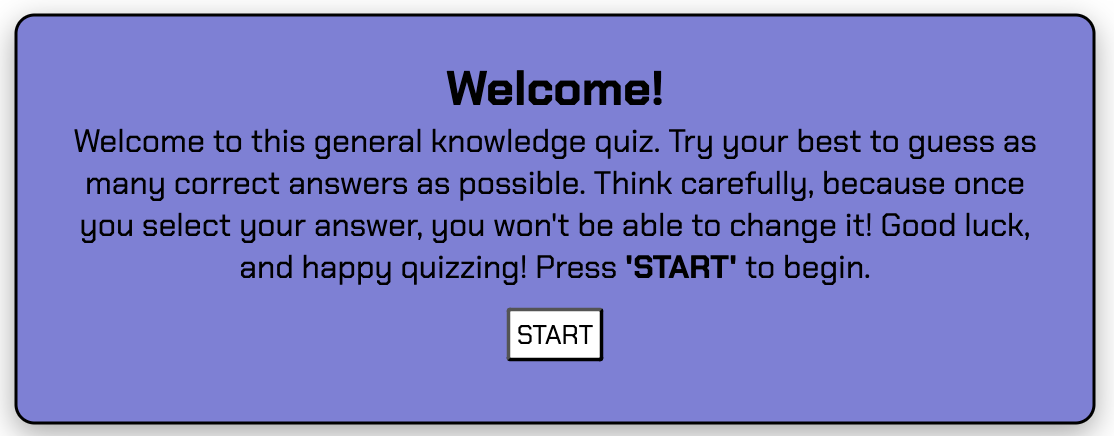 Welcome!
Welcome to this general knowledge quiz. Try your best to guess as
many correct answers as possible. Think carefully, because once
you select your answer, you won't be able to change it! Good luck,
and happy quizzing! Press 'START' to begin.
START